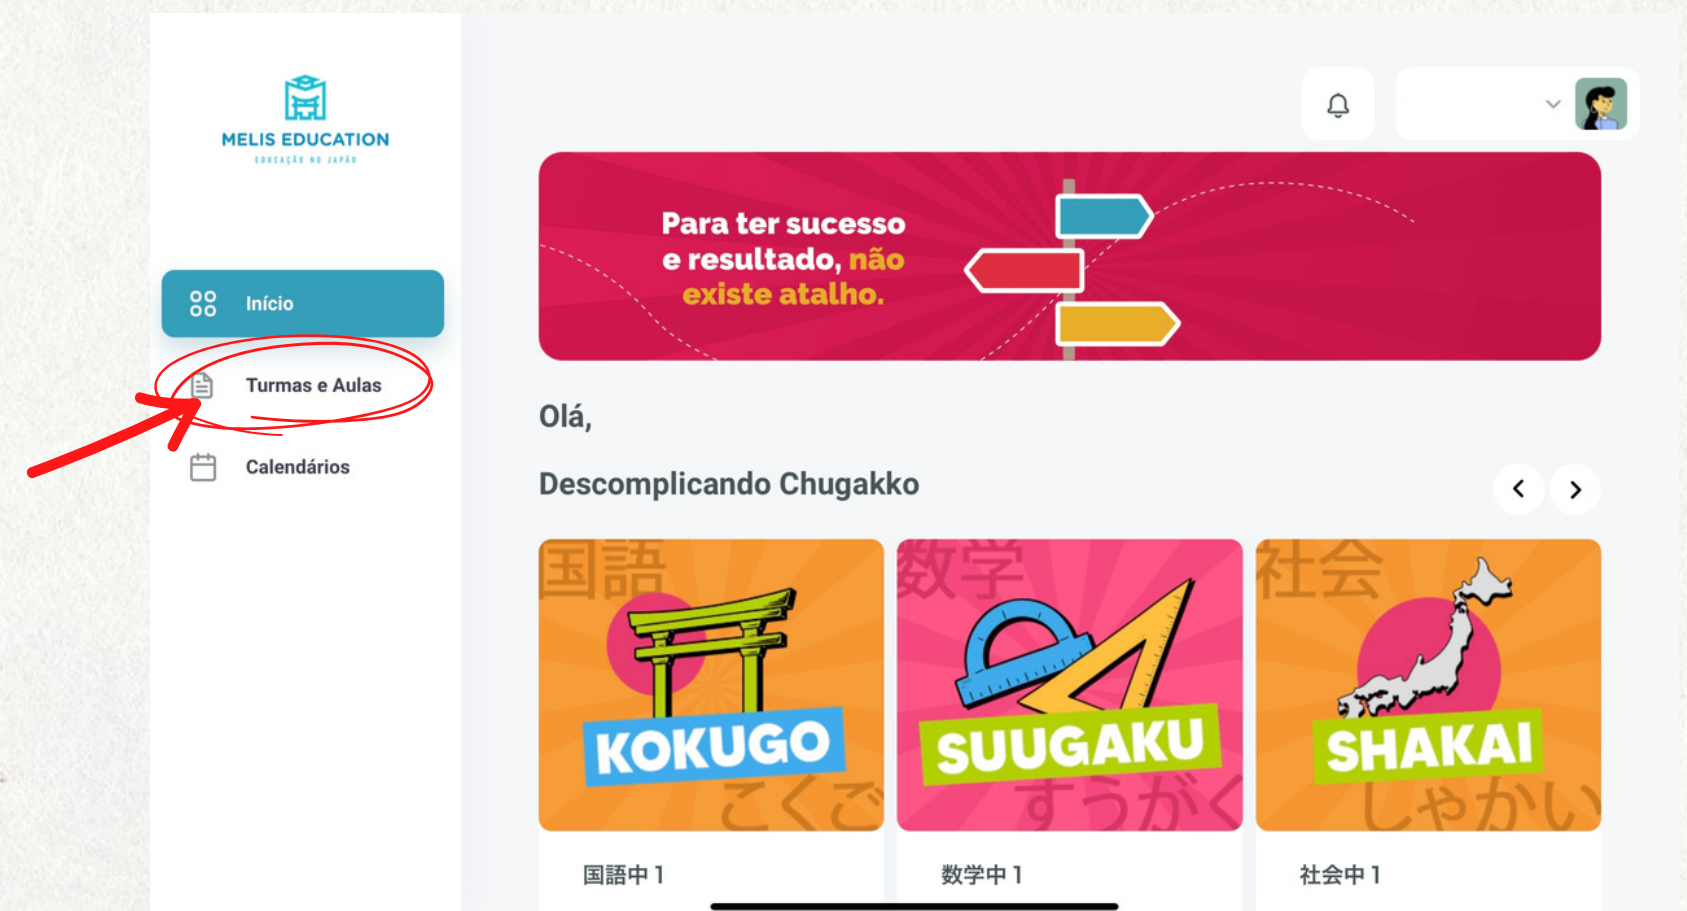 MELIS EDUCATION
EDUCAÇÃO NO JAPÃO
Início
Turmas e Aulas
Calendários
Para ter sucesso
e resultado, não
existe atalho.
Olá,
Descomplicando Chugakko
国語
KOKUGO
こくご
国語中1
数学
SUUGAKU
すうがく
数学中1
社会
SHAKAI
しゃかい
社会中1